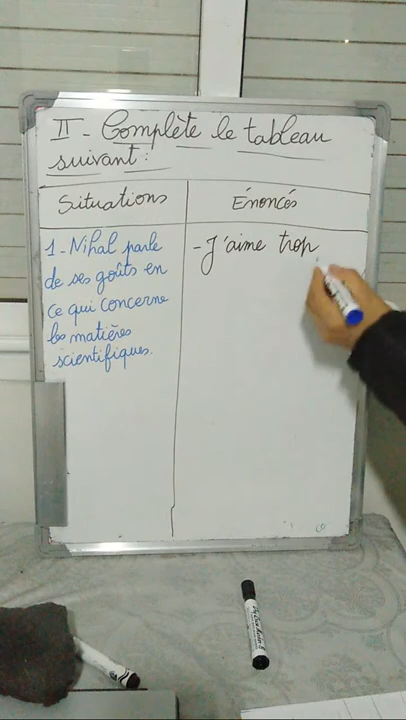 II - Complète le tableau
suivant :
Situations
Énoncés
1 - Nihal parle
de ses goûts en
ce qui concerne
les matières
scientifiques.
- J'aime trop